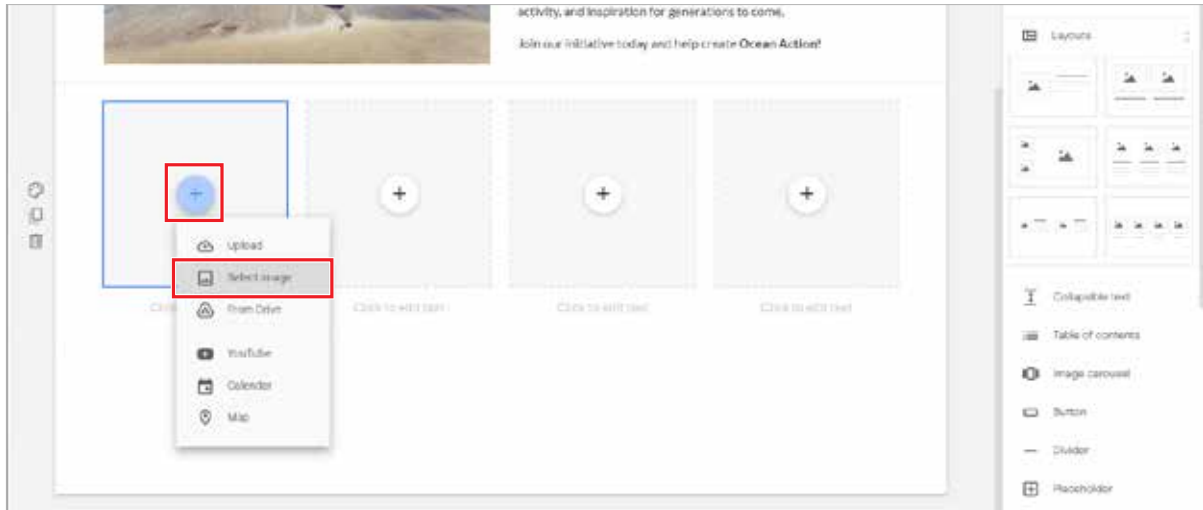 activity, and inspiration for generations to come.
Join our initiative today and help create Ocean Action!
Layouts
Upload
Select image
From Drive
YouTube
Calendar
Map
Click to edit text
Click to edit text
Click to edit text
Collapsible text
Table of contents
Image carousel
Button
Divider
Placeholder